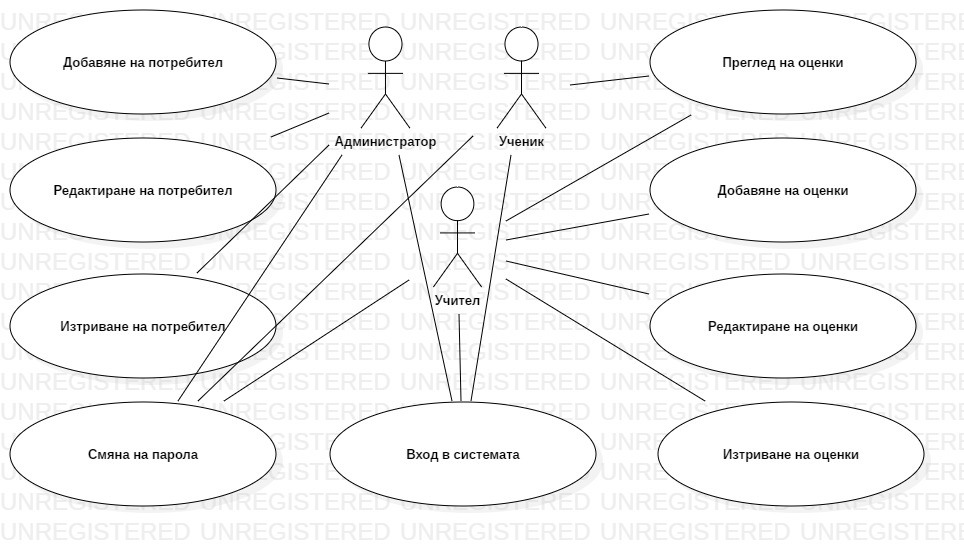 Добавяне на потребител
Преглед на оценки
Администратор
Ученик
Редактиране на потребител
Добавяне на оценки
Учител
Изтриване на потребител
Редактиране на оценки
Смяна на парола
Вход в системата
Изтриване на оценки
UNREGISTERED